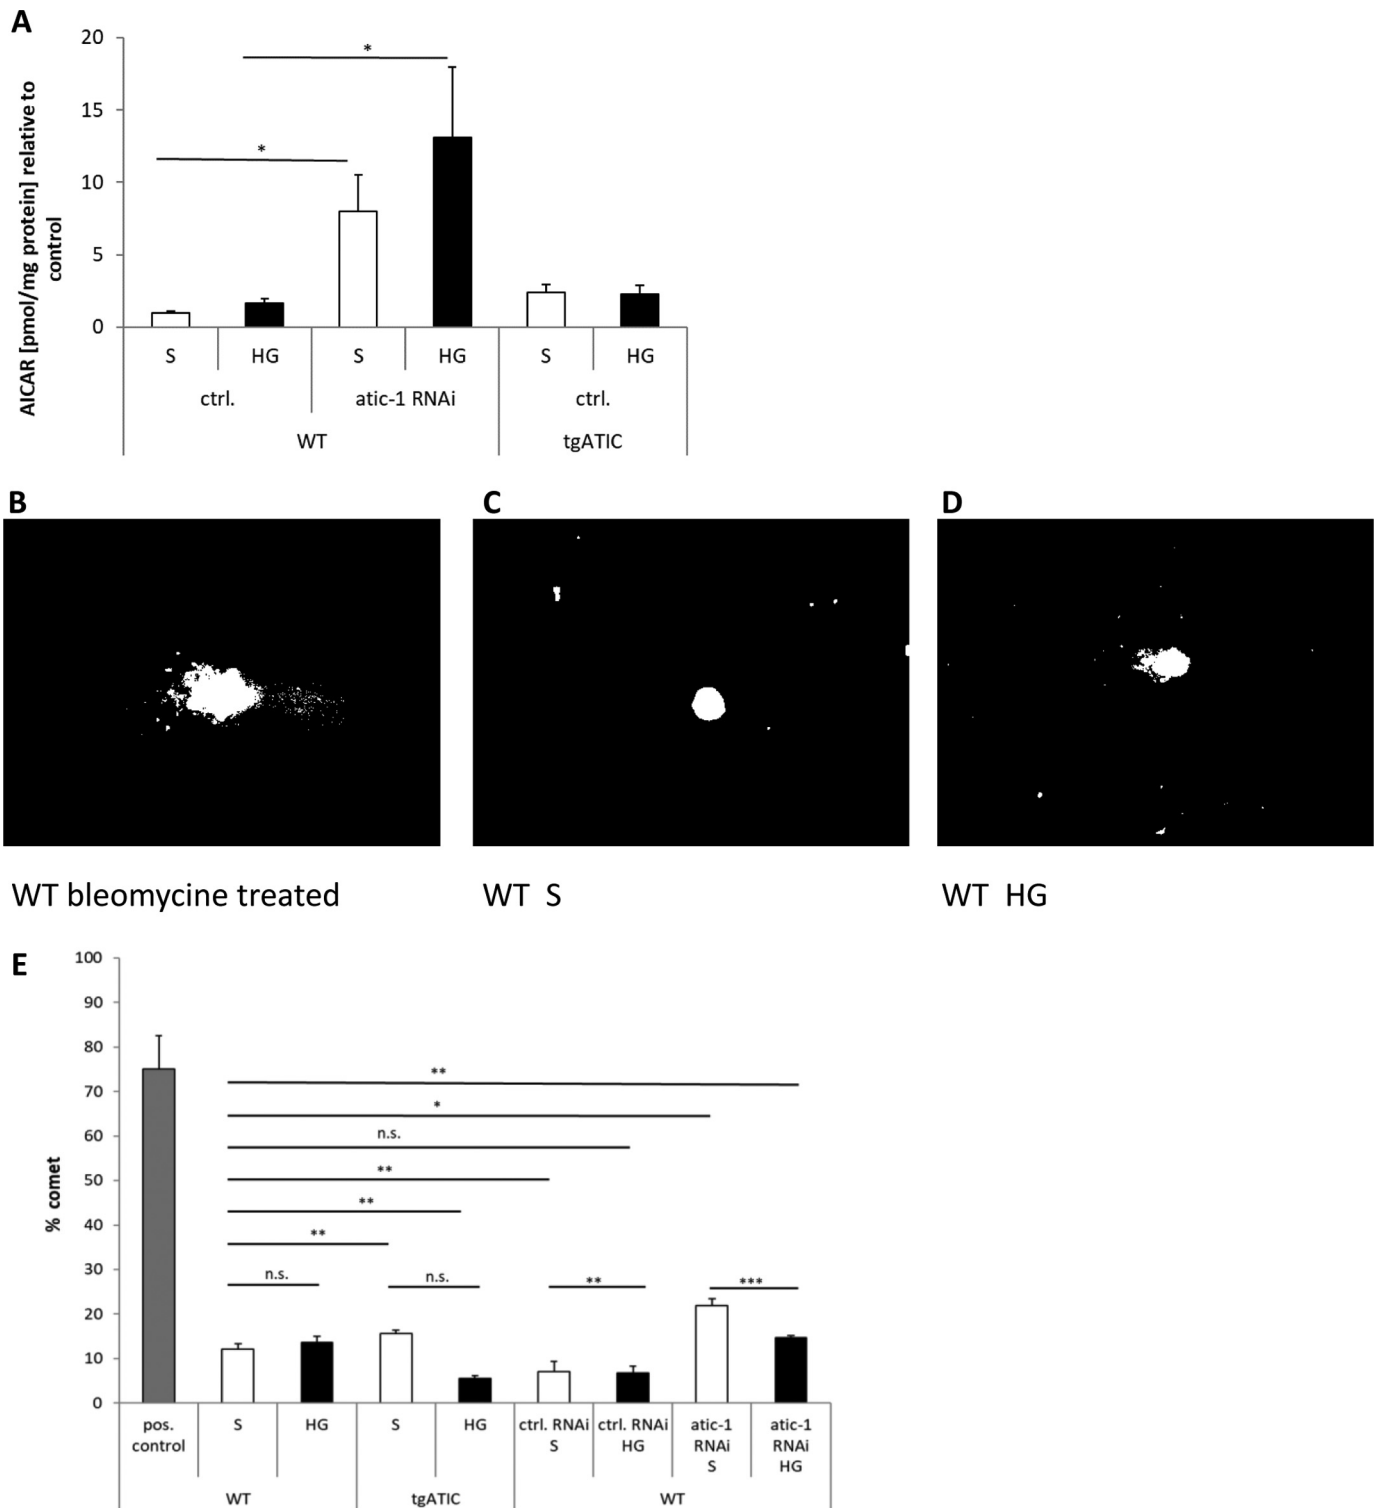 A
20
15
10
5
0
AICAR [pmol/mg protein] relative to
control
*
*
S HG S HG S HG
ctrl. atic-1 RNAi ctrl.
WT tgATIC
B C D
WT bleomycine treated WT S WT HG
E
100
90
80
70
60
50
40
30
20
10
0
% comet
**
*
n.s.
**
**
**
n.s. n.s. ** ***
pos. S HG S HG ctrl. RNAi ctrl. RNAi atic-1 atic-1
control S HG RNAi RNAi
S HG
WT tgATIC WT